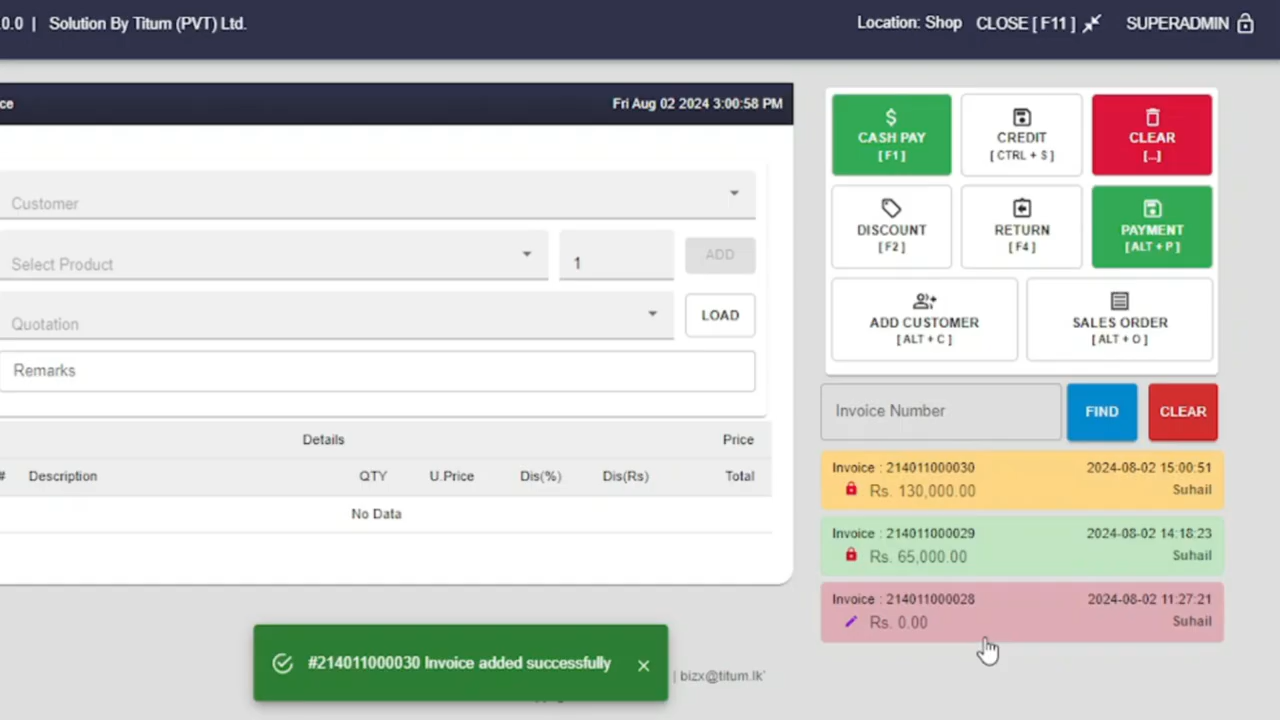 .0.0 | Solution By Titum (PVT) Ltd.
Location: Shop CLOSE [ F11 ] SUPERADMIN
ce
Fri Aug 02 2024 3:00:58 PM
Customer
Select Product
1
ADD
Quotation
LOAD
Remarks
Details Price
# Description QTY U.Price Dis(%) Dis(Rs) Total
No Data
CASH PAY
[ F1 ]
CREDIT
[ CTRL + S ]
CLEAR
[...]
DISCOUNT
[ F2 ]
RETURN
[ F4 ]
PAYMENT
[ ALT + P ]
ADD CUSTOMER
[ ALT + C ]
SALES ORDER
[ ALT + O ]
Invoice Number
FIND
CLEAR
Invoice : 214011000030 2024-08-02 15:00:51
Rs. 130,000.00 Suhail
Invoice : 214011000029 2024-08-02 14:18:23
Rs. 65,000.00 Suhail
Invoice : 214011000028 2024-08-02 11:27:21
Rs. 0.00 Suhail
#214011000030 Invoice added successfully
| bizx@titum.lk`